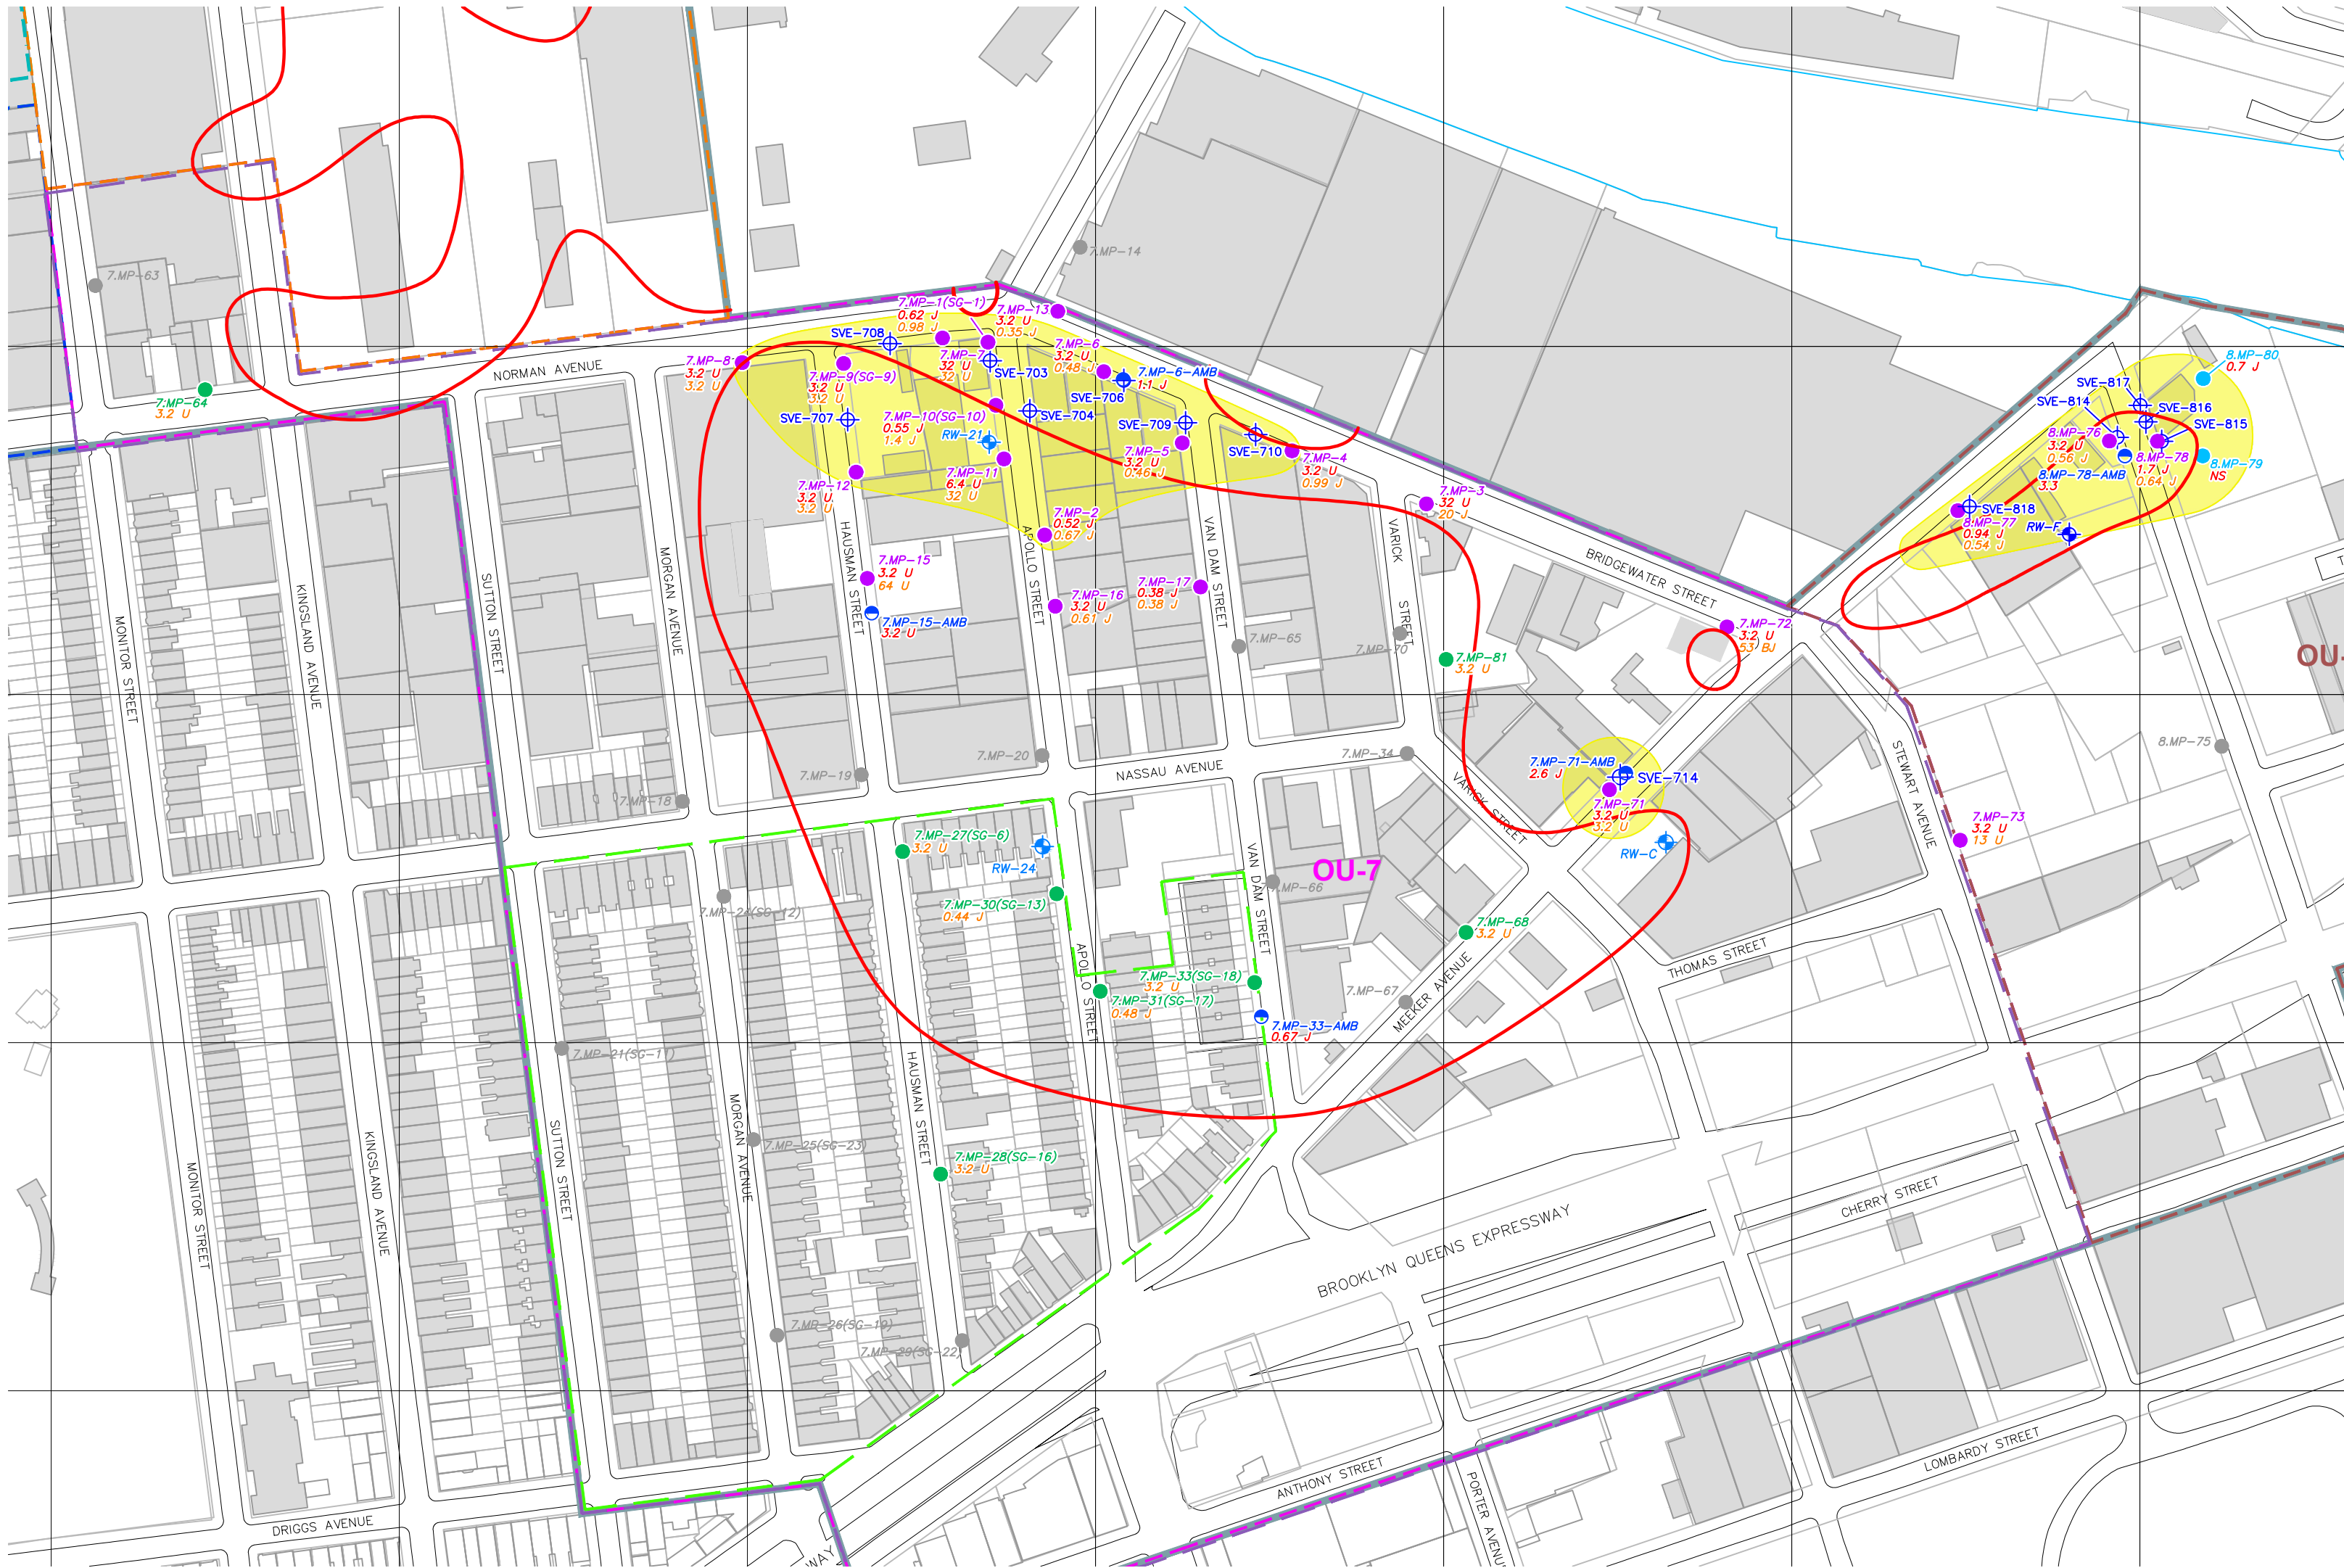 7.MP-63
7.MP-64
3.2 U
NORMAN AVENUE
7.MP-14
7.MP-1(SG-1)
0.62 J
0.98 J
7.MP-13
3.2 U
0.35 J
SVE-708
7.MP-8
3.2 U
3.2 U
7.MP-9(SG-9)
3.2 U
3.2 U
7.MP-7
32 U
32 U
SVE-703
7.MP-6
3.2 U
0.48 J
7.MP-6-AMB
1.1 J
SVE-706
SVE-707
7.MP-10(SG-10)
0.55 J
1.4 J
SVE-704
RW-21
SVE-709
SVE-710
7.MP-5
3.2 U
0.46 J
7.MP-4
3.2 U
0.99 J
7.MP-11
6.4 U
32 U
7.MP-12
3.2 U
3.2 U
7.MP-3
32 U
20 J
7.MP-2
0.52 J
0.67 J
7.MP-15
3.2 U
64 U
7.MP-15-AMB
3.2 U
7.MP-16
3.2 U
0.61 J
7.MP-17
0.38 J
0.38 J
7.MP-65
7.MP-70
7.MP-81
3.2 U
7.MP-72
3.2 U
53 BJ
8.MP-80
0.7 J
SVE-817
SVE-814
SVE-816
SVE-815
8.MP-76
3.2 U
0.56 J
8.MP-78
1.7 J
0.64 J
8.MP-79
NS
8.MP-78-AMB
3.3
SVE-818
8.MP-77
0.94 J
0.54 J
RW-F
OU-
BRIDGEWATER STREET
VARICK
STREET
VAN DAM STREET
APOLLO STREET
HAUSMAN STREET
MORGAN AVENUE
SUTTON STREET
KINGSLAND AVENUE
MONITOR STREET
7.MP-18
7.MP-19
7.MP-20
7.MP-34
NASSAU AVENUE
VARICK STREET
7.MP-71-AMB
2.6 J
SVE-714
7.MP-71
3.2 U
3.2 U
RW-C
STEWART AVENUE
8.MP-75
7.MP-73
3.2 U
13 U
7.MP-27(SG-6)
3.2 U
RW-24
7.MP-30(SG-13)
0.44 J
7.MP-24(SG-12)
OU-7
7.MP-66
VAN DAM STREET
7.MP-68
3.2 U
7.MP-33(SG-18)
3.2 U
7.MP-31(SG-17)
0.48 J
7.MP-67
MEEKER AVENUE
THOMAS STREET
7.MP-33-AMB
0.67 J
7.MP-21(SG-11)
7.MP-25(SG-23)
7.MP-28(SG-16)
3.2 U
APOLLO STREET
HAUSMAN STREET
MORGAN AVENUE
SUTTON STREET
KINGSLAND AVENUE
MONITOR STREET
BROOKLYN QUEENS EXPRESSWAY
CHERRY STREET
7.MP-26(SG-19)
7.MP-29(SG-22)
LOMBARDY STREET
ANTHONY STREET
PORTER AVENUE
DRIGGS AVENUE
WAY